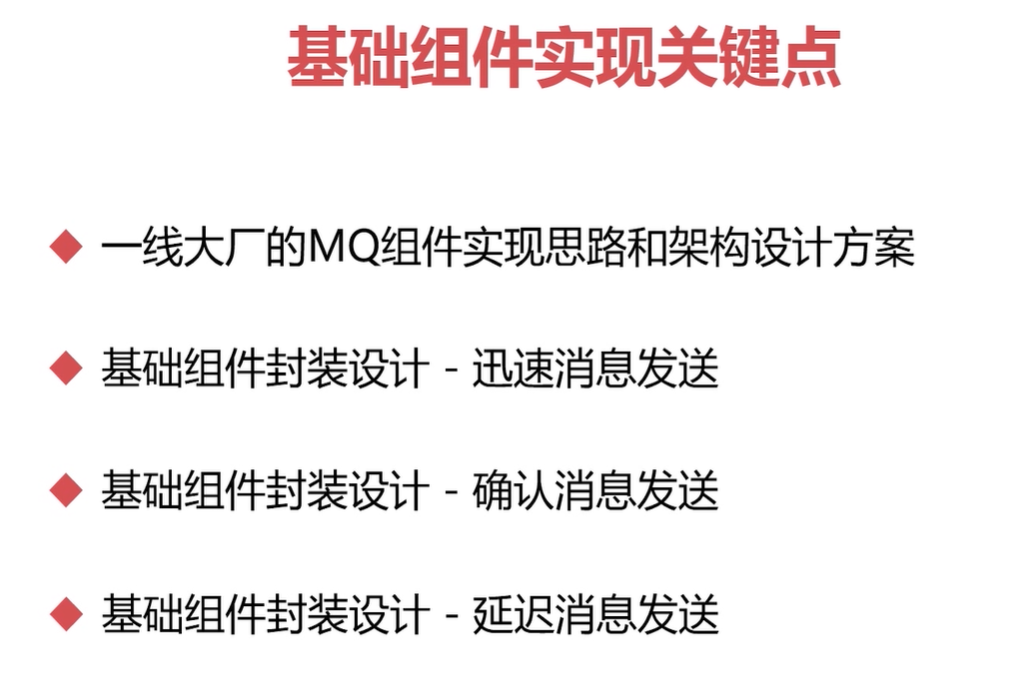 基础组件实现关键点
一线大厂的MQ组件实现思路和架构设计方案
基础组件封装设计 - 迅速消息发送
基础组件封装设计 - 确认消息发送
基础组件封装设计 - 延迟消息发送